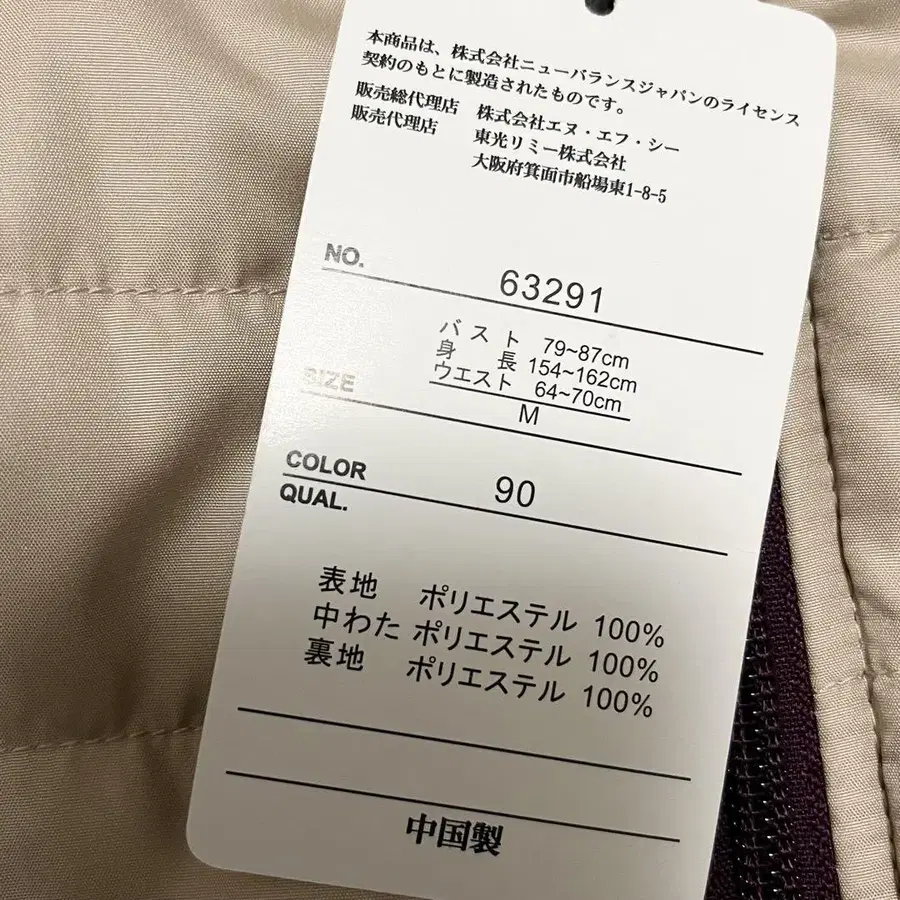 本商品は、株式会社ニューバランスジャパンのライセンス
契約のもとに製造されたものです。
販売総代理店 株式会社エヌ・エフ・シー
販売代理店 東光リミー株式会社
大阪府箕面市船場東1-8-5
NO. 63291
バスト 79~87cm
身長 154~162cm
ウエスト 64~70cm
SIZE M
COLOR 90
QUAL.
表地 ポリエステル 100%
中わた ポリエステル 100%
裏地 ポリエステル 100%
中国製